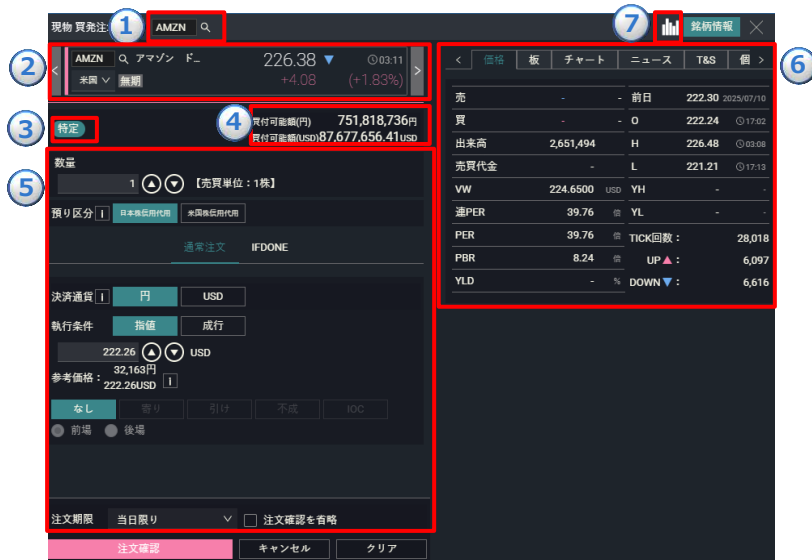 現物 買発注: AMZN
1
7
銘柄情報
2
AMZN アマゾン ド_
226.38 ▼ 03:11
米国 無期
+4.08 (+1.83%)
3
特定
4
買付可能額(円) 751,818,736円
買付可能額(USD)87,677,656.41USD
5
数量
1 【売買単位：1株】
預り区分 日本株信用代用 米国株信用代用
通常注文 IFDONE
決済通貨 円 USD
執行条件 指値 成行
222.26 USD
参考価格： 32,163円
222.26USD
なし 寄り 引け 不成 IOC
前場 後場
注文期限 当日限り 注文確認を省略
注文確認 キャンセル クリア
6
< 価格 板 チャート ニュース T&S 個 >
売 - - 前日 222.30 2025/07/10
買 - - O 222.24 17:02
出来高 2,651,494 H 226.48 03:08
売買代金 - L 221.21 17:13
VW 224.6500 USD YH - -
連PER 39.76 倍 YL - -
PER 39.76 倍 TICK回数： 28,018
PBR 8.24 倍 UP▲： 6,097
YLD - % DOWN▼： 6,616